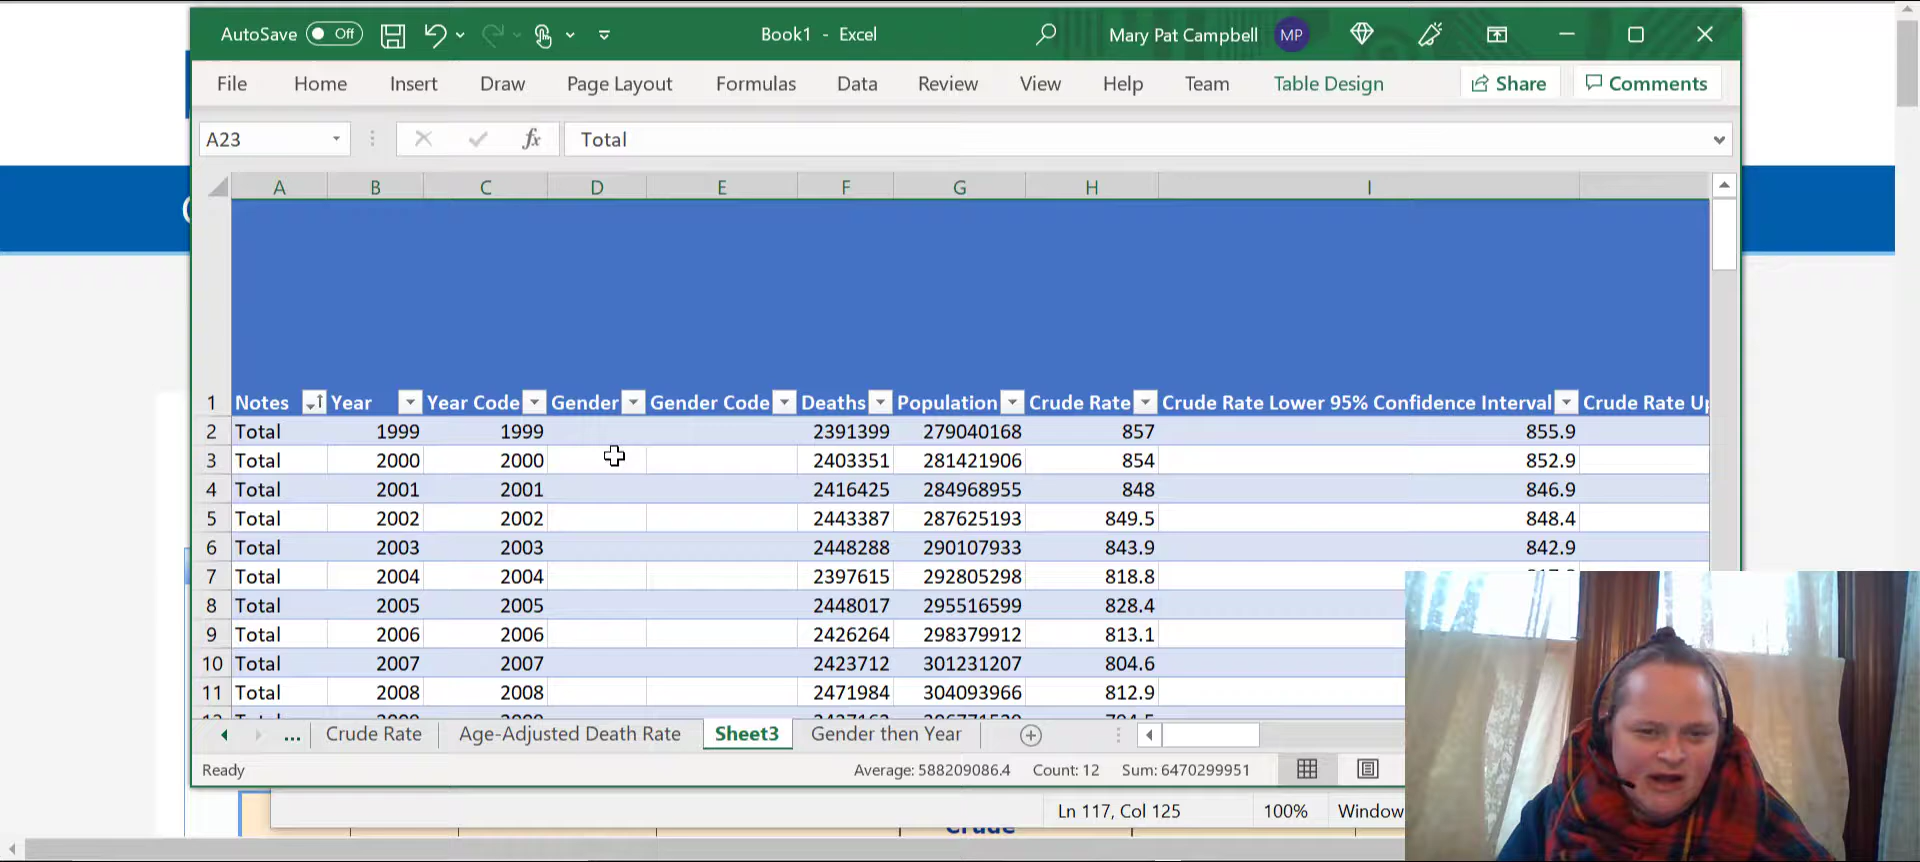 AutoSave Off Book1 - Excel Mary Pat Campbell MP
File Home Insert Draw Page Layout Formulas Data Review View Help Team Table Design Share Comments
A23 fx Total
A B C D E F G H I
1 Notes Year Year Code Gender Gender Code Deaths Population Crude Rate Crude Rate Lower 95% Confidence Interval Crude Rate Up
2 Total 1999 1999 2391399 279040168 857 855.9
3 Total 2000 2000 2403351 281421906 854 852.9
4 Total 2001 2001 2416425 284968955 848 846.9
5 Total 2002 2002 2443387 287625193 849.5 848.4
6 Total 2003 2003 2448288 290107933 843.9 842.9
7 Total 2004 2004 2397615 292805298 818.8
8 Total 2005 2005 2448017 295516599 828.4
9 Total 2006 2006 2426264 298379912 813.1
10 Total 2007 2007 2423712 301231207 804.6
11 Total 2008 2008 2471984 304093966 812.9
... Crude Rate Age-Adjusted Death Rate Sheet3 Gender then Year
Ready Average: 588209086.4 Count: 12 Sum: 6470299951
Ln 117, Col 125 100% Window
Crude